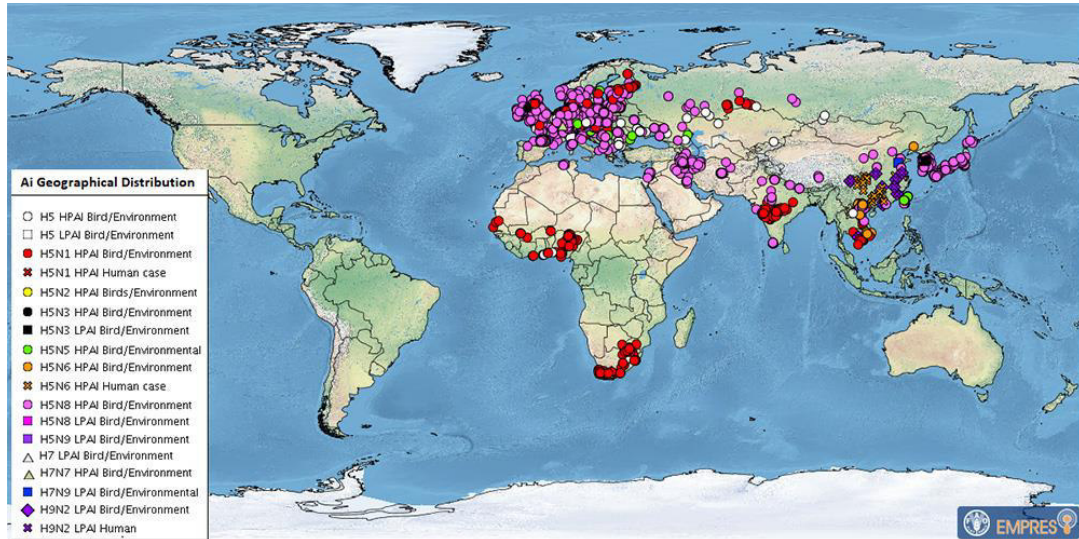 Ai Geographical Distribution
H5 HPAI Bird/Environment
H5 LPAI Bird/Environment
H5N1 HPAI Bird/Environment
H5N1 HPAI Human case
H5N2 HPAI Birds/Environment
H5N3 HPAI Bird/Environment
H5N3 LPAI Bird/Environment
H5N5 HPAI Bird/Environmental
H5N6 HPAI Bird/Environment
H5N6 HPAI Human case
H5N8 HPAI Bird/Environment
H5N8 LPAI Bird/Environment
H5N9 LPAI Bird/Environment
H7 LPAI Bird/Environment
H7N7 HPAI Bird/Environment
H7N9 LPAI Bird/Environmental
H9N2 LPAI Bird/Environment
H9N2 LPAI Human
EMPRES